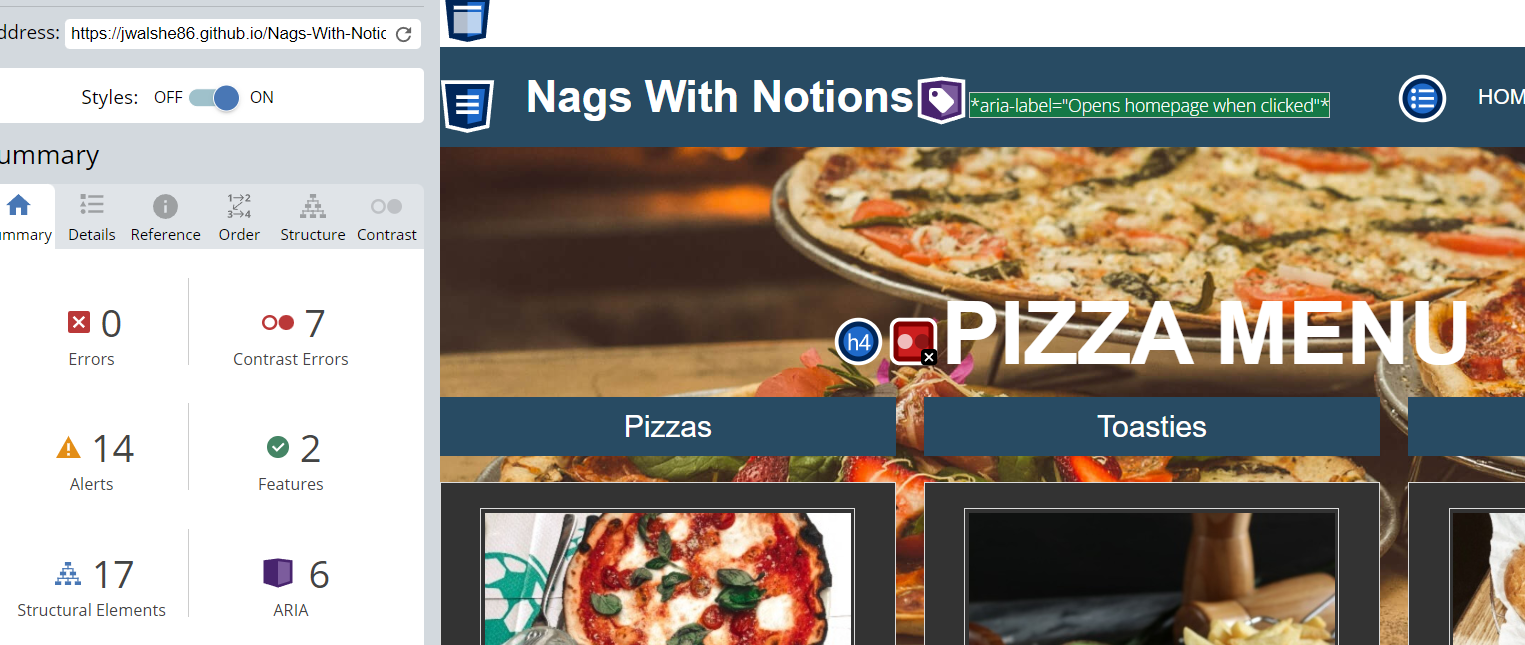 ddress: https://jwalshe86.github.io/Nags-With-Notic
Styles: OFF ON
ummary
mmary Details Reference Order Structure Contrast
0 Errors
7 Contrast Errors
14 Alerts
2 Features
17 Structural Elements
6 ARIA
Nags With Notions *aria-label="Opens homepage when clicked"* HOM
h4 PIZZA MENU
Pizzas Toasties